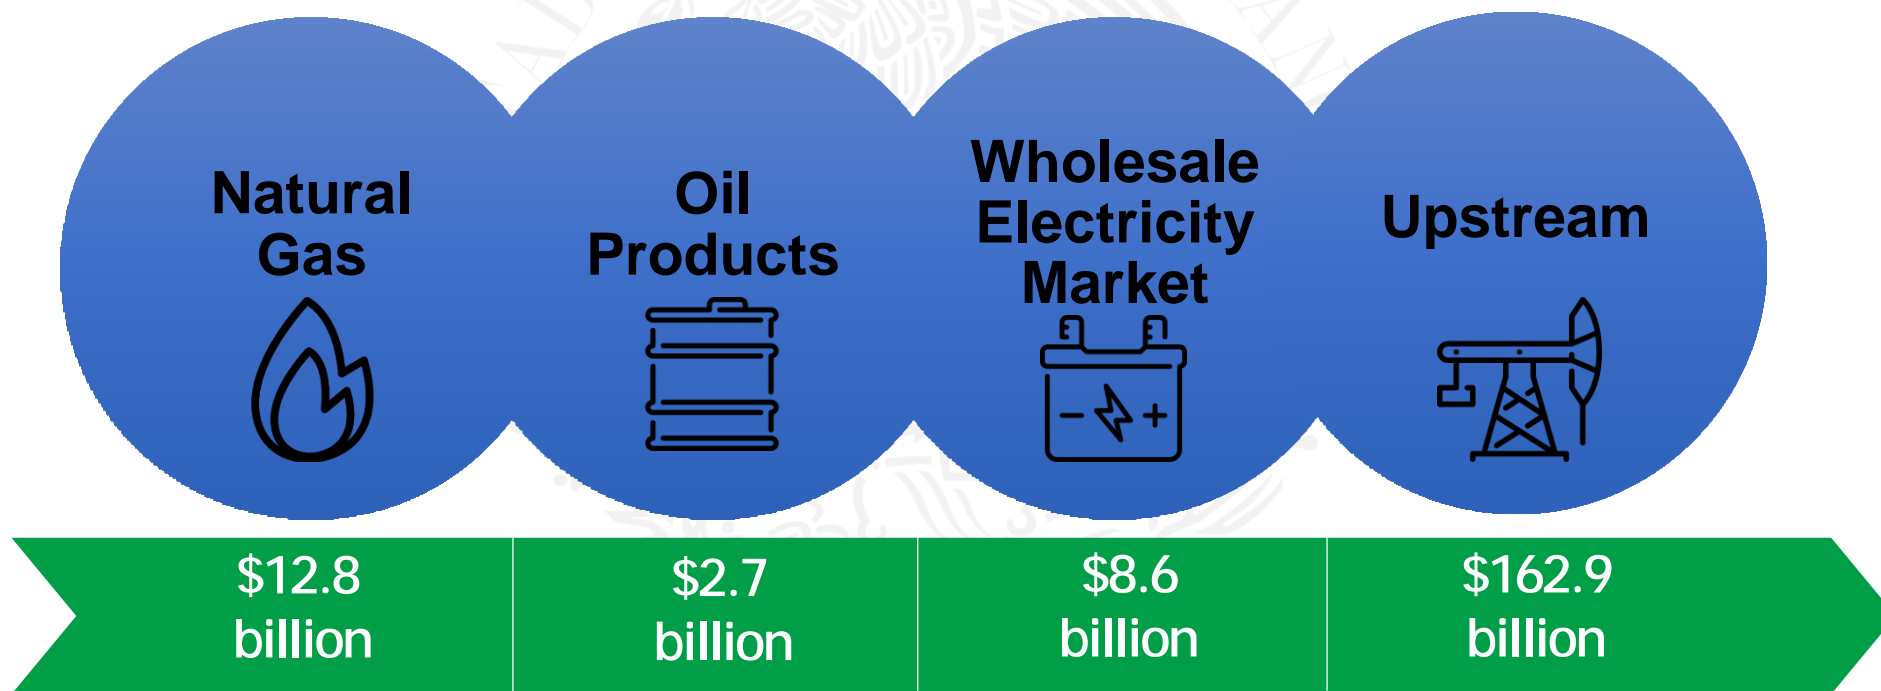 Natural
Gas
Oil
Products
Wholesale
Electricity
Market
Upstream
$12.8
billion
$2.7
billion
$8.6
billion
$162.9
billion